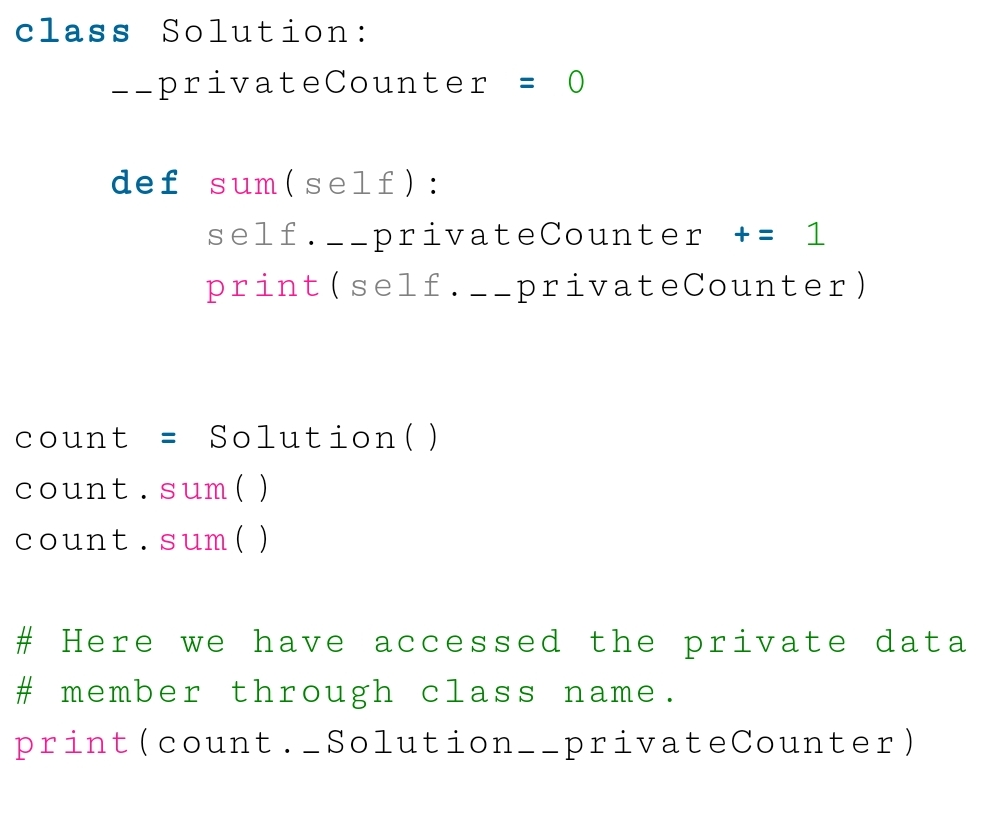 class Solution:
    __privateCounter = 0

    def sum(self):
        self.__privateCounter += 1
        print(self.__privateCounter)


count = Solution()
count.sum()
count.sum()

# Here we have accessed the private data
# member through class name.
print(count._Solution__privateCounter)